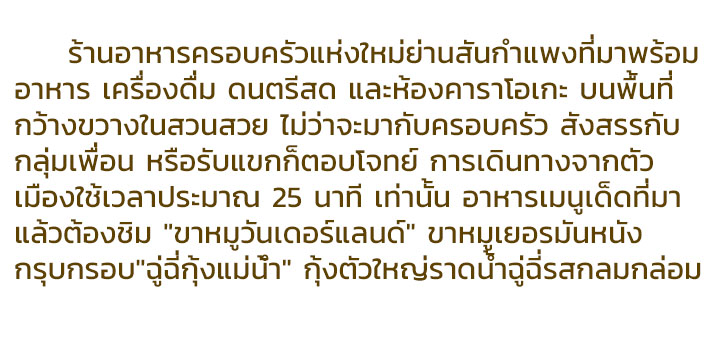 ร้านอาหารครอบครัวแห่งใหม่ย่านสันกำแพงที่มาพร้อม
อาหาร เครื่องดื่ม ดนตรีสด และห้องคาราโอเกะ บนพื้นที่
กว้างขวางในสวนสวย ไม่ว่าจะมากับครอบครัว สังสรรกับ
กลุ่มเพื่อน หรือรับแขกก็ตอบโจทย์ การเดินทางจากตัว
เมืองใช้เวลาประมาณ 25 นาที เท่านั้น อาหารเมนูเด็ดที่มา
แล้วต้องชิม "ขาหมูวันเดอร์แลนด์" ขาหมูเยอรมันหนัง
กรุบกรอบ"ฉู่ฉี่กุ้งแม่น้ำ" กุ้งตัวใหญ่ราดน้ำฉู่ฉี่รสกลมกล่อม